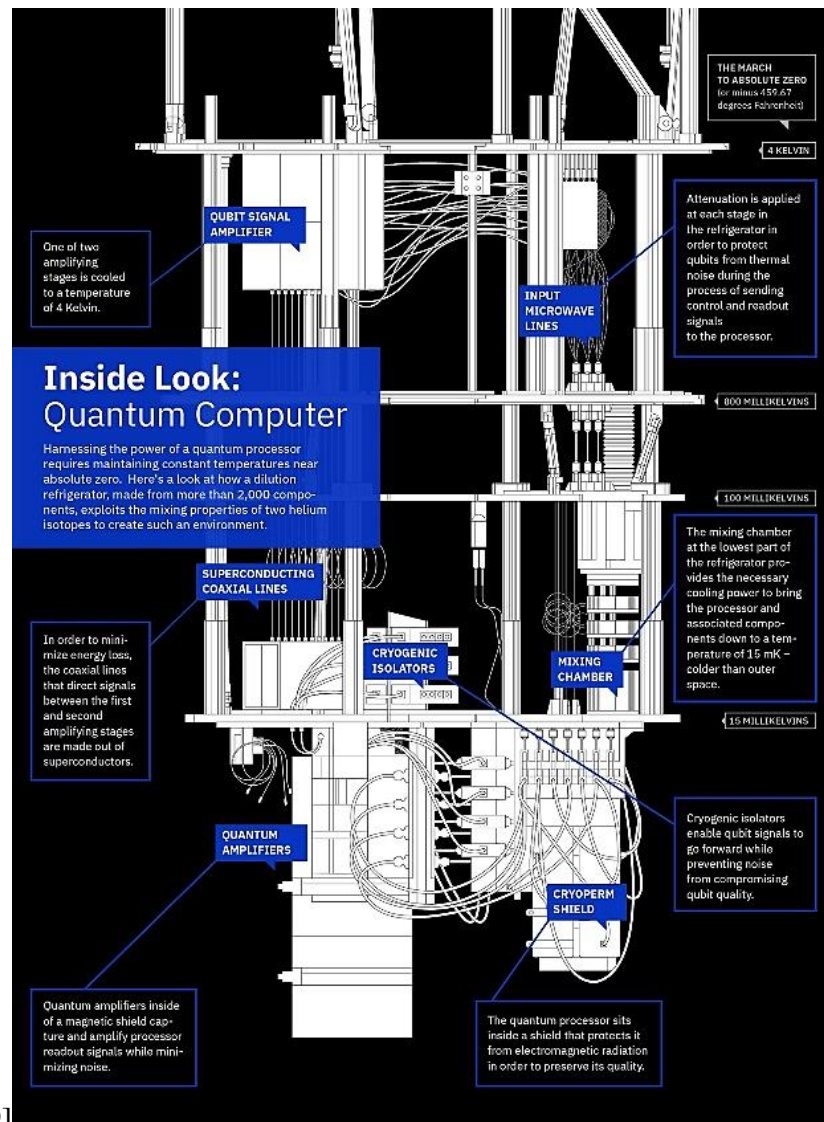 THE MARCH
TO ABSOLUTE ZERO
(or minus 459.67
degrees Fahrenheit)
4 KELVIN
QUBIT SIGNAL
AMPLIFIER
One of two
amplifying
stages is cooled
to a temperature
of 4 Kelvin.
Attenuation is applied
at each stage in
the refrigerator in
order to protect
qubits from thermal
noise during the
process of sending
control and readout
signals
to the processor.
INPUT
MICROWAVE
LINES
Inside Look:
Quantum Computer
Harnessing the power of a quantum processor
requires maintaining constant temperatures near
absolute zero. Here's a look at how a dilution
refrigerator, made from more than 2,000 compo-
nents, exploits the mixing properties of two helium
isotopes to create such an environment.
800 MILLIKELVINS
100 MILLIKELVINS
SUPERCONDUCTING
COAXIAL LINES
In order to mini-
mize energy loss,
the coaxial lines
that direct signals
between the first
and second
amplifying stages
are made out of
superconductors.
CRYOGENIC
ISOLATORS
MIXING
CHAMBER
The mixing chamber
at the lowest part of
the refrigerator pro-
vides the necessary
cooling power to bring
the processor and
associated compo-
nents down to a tem-
perature of 15 mK –
colder than outer
space.
15 MILLIKELVINS
QUANTUM
AMPLIFIERS
Cryogenic isolators
enable qubit signals to
go forward while
preventing noise
from compromising
qubit quality.
CRYOPERM
SHIELD
Quantum amplifiers inside
of a magnetic shield cap-
ture and amplify processor
readout signals while mini-
mizing noise.
The quantum processor sits
inside a shield that protects it
from electromagnetic radiation
in order to preserve its quality.